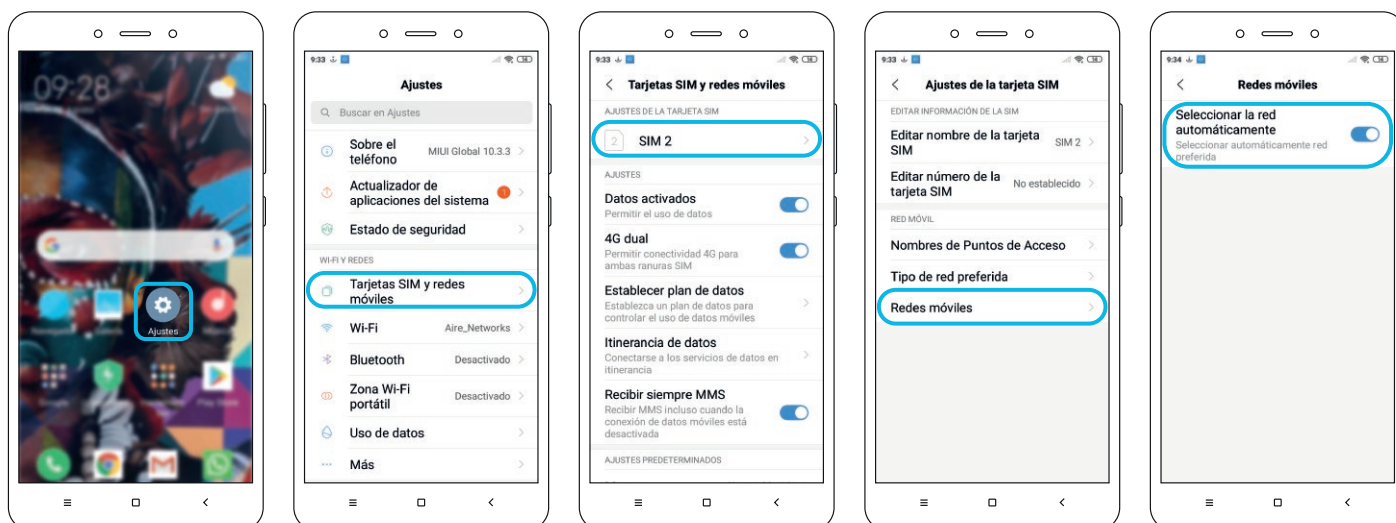 09:28
Ajustes
9:33
Ajustes
Buscar en Ajustes
Sobre el
teléfono
MIUI Global 10.3.3
Actualizador de
aplicaciones del sistema
1
Estado de seguridad
WI-FI Y REDES
Tarjetas SIM y redes
móviles
Wi-Fi
Aire_Networks
Bluetooth
Desactivado
Zona Wi-Fi
portátil
Desactivado
Uso de datos
Más
9:33
Tarjetas SIM y redes móviles
AJUSTES DE LA TARJETA SIM
2
SIM 2
AJUSTES
Datos activados
Permitir el uso de datos
4G dual
Permitir conectividad 4G para
ambas ranuras SIM
Establecer plan de datos
Establezca un plan de datos para
controlar el uso de datos móviles
Itinerancia de datos
Conectarse a los servicios de datos en
itinerancia
Recibir siempre MMS
Recibir MMS incluso cuando la
conexión de datos móviles está
desactivada
AJUSTES PREDETERMINADOS
9:33
Ajustes de la tarjeta SIM
EDITAR INFORMACIÓN DE LA SIM
Editar nombre de la tarjeta
SIM
SIM 2
Editar número de la
tarjeta SIM
No establecido
RED MÓVIL
Nombres de Puntos de Acceso
Tipo de red preferida
Redes móviles
9:34
Redes móviles
Seleccionar la red
automáticamente
Seleccionar automáticamente red
preferida